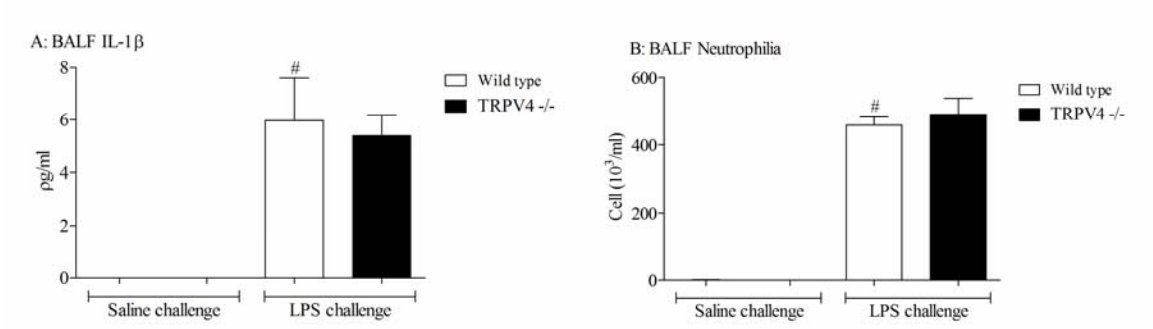 A: BALF IL-1β
8
6
4
2
0
ρg/ml
#
Wild type
TRPV4 -/-
Saline challenge
LPS challenge
B: BALF Neutrophilia
600
400
200
0
Cell (10³/ml)
#
Wild type
TRPV4 -/-
Saline challenge
LPS challenge